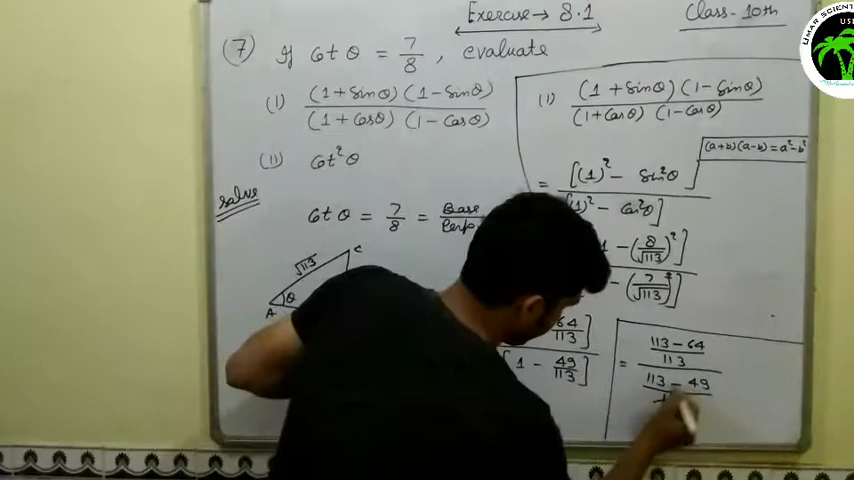 Exercise → 8.1
Class - 10th
UMAR SCIENTI
(7) If Cot θ = 7/8 , evaluate
(i) (1 + Sinθ) (1 - Sinθ) / (1 + Cosθ) (1 - Cosθ)
(ii) Cot²θ
Solve
Cot θ = 7/8 = Base/Perp
√113
C
θ
A
(i) (1 + Sinθ) (1 - Sinθ) / (1 + Cosθ) (1 - Cosθ)
(a+b)(a-b) = a²-b²
= [(1)² - Sin²θ] / [(1)² - Cos²θ]
1 - (8/√113)²] / - (7/√113)²]
64/113] / [1 - 49/113]
= 113 - 64 / 113
113 - 49